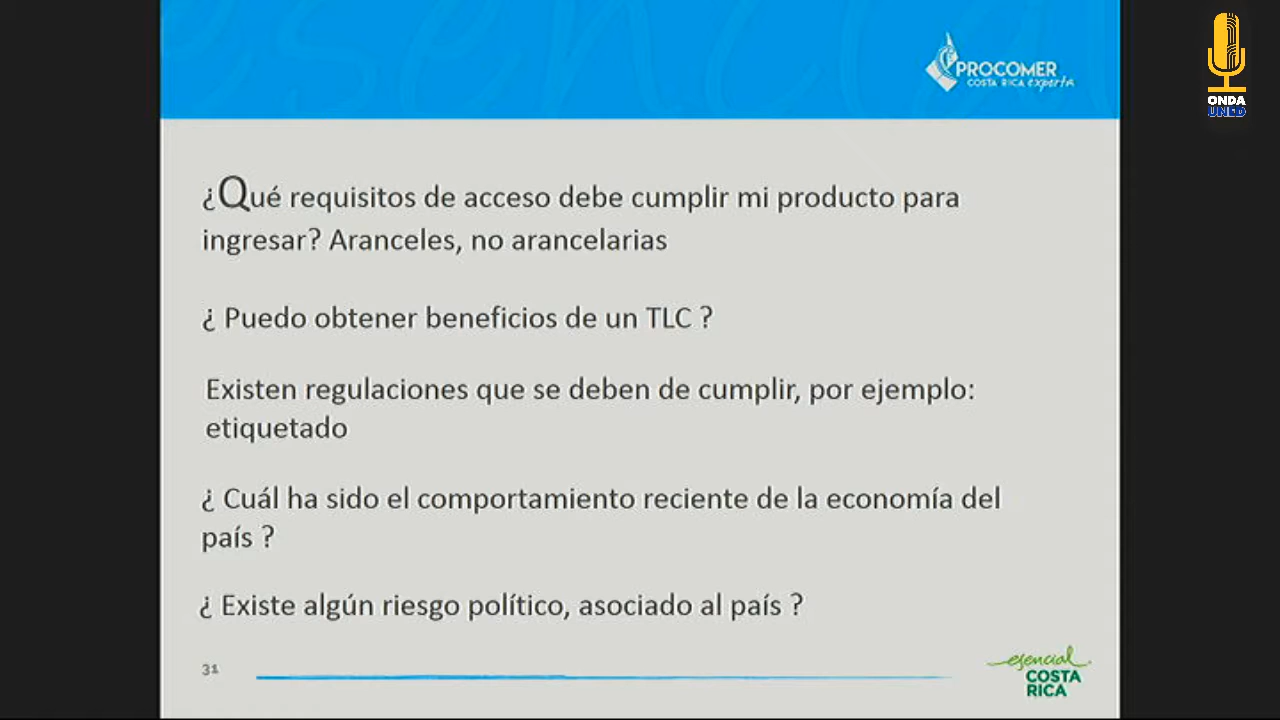 PROCOMER
COSTA RICA exporta
ONDA
UNED
¿Qué requisitos de acceso debe cumplir mi producto para
ingresar? Aranceles, no arancelarias
¿ Puedo obtener beneficios de un TLC ?
Existen regulaciones que se deben de cumplir, por ejemplo:
etiquetado
¿ Cuál ha sido el comportamiento reciente de la economía del
país ?
¿ Existe algún riesgo político, asociado al país ?
31
esencial
COSTA
RICA